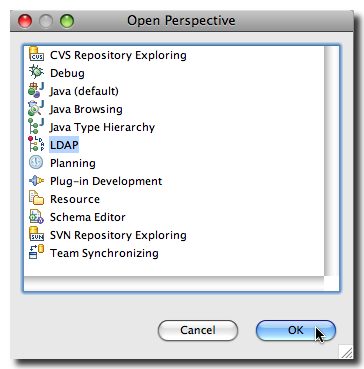 Open Perspective
CVS Repository Exploring
Debug
Java (default)
Java Browsing
Java Type Hierarchy
LDAP
Planning
Plug-in Development
Resource
Schema Editor
SVN Repository Exploring
Team Synchronizing
Cancel
OK